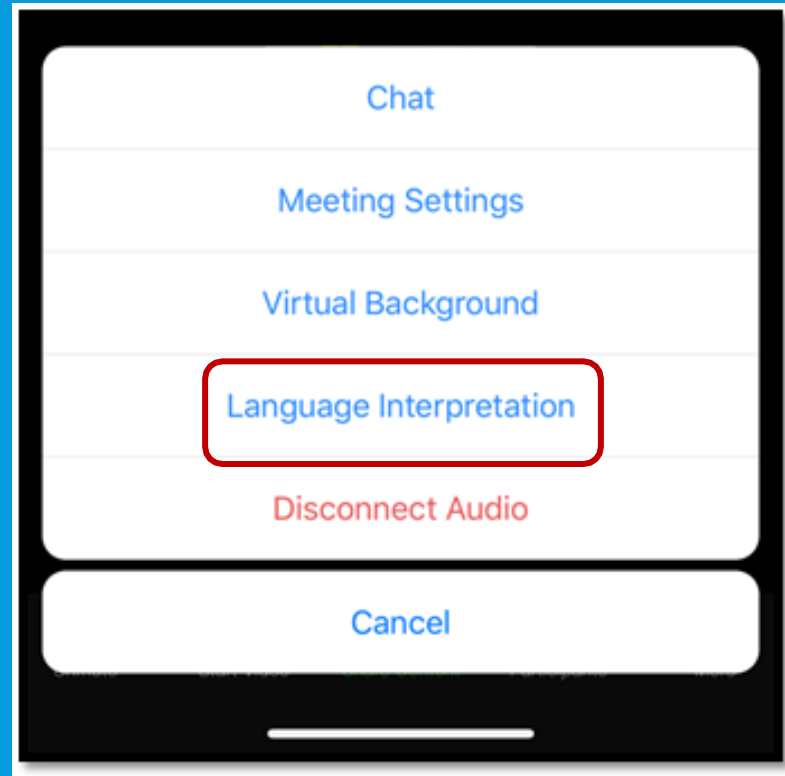 Chat
Meeting Settings
Virtual Background
Language Interpretation
Disconnect Audio
Cancel